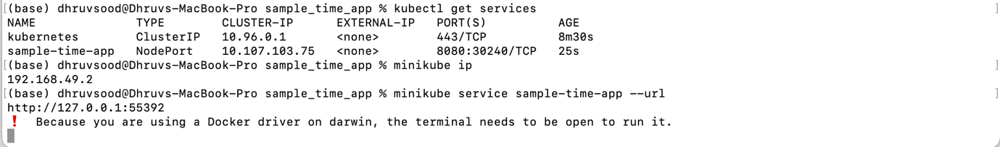 [(base) dhruvsood@Dhruvs-MacBook-Pro sample_time_app % kubectl get services ]
NAME TYPE CLUSTER-IP EXTERNAL-IP PORT(S) AGE
kubernetes ClusterIP 10.96.0.1 <none> 443/TCP 8m30s
sample-time-app NodePort 10.107.103.75 <none> 8080:30240/TCP 25s
[(base) dhruvsood@Dhruvs-MacBook-Pro sample_time_app % minikube ip ]
192.168.49.2
[(base) dhruvsood@Dhruvs-MacBook-Pro sample_time_app % minikube service sample-time-app --url ]
http://127.0.0.1:55392
❗ Because you are using a Docker driver on darwin, the terminal needs to be open to run it.